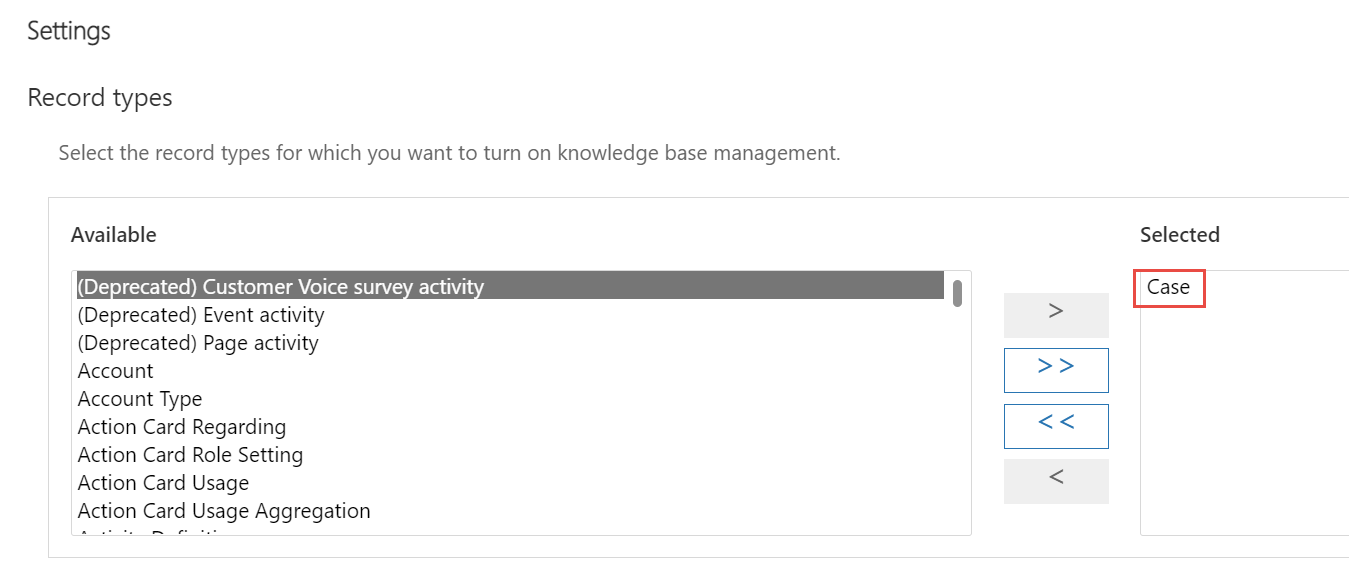 Settings
Record types
Select the record types for which you want to turn on knowledge base management.
Available
Selected
(Deprecated) Customer Voice survey activity
(Deprecated) Event activity
(Deprecated) Page activity
Account
Account Type
Action Card Regarding
Action Card Role Setting
Action Card Usage
Action Card Usage Aggregation
>
>>
<<
<
Case